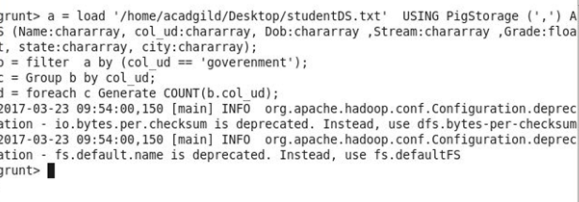 grunt> a = load '/home/acadgild/Desktop/studentDS.txt'  USING PigStorage (',') A
S (Name:chararray, col_ud:chararray, Dob:chararray ,Stream:chararray ,Grade:floa
t, state:chararray, city:chararray);
b = filter  a by (col_ud == 'goverenment');
c = Group b by col_ud;
d = foreach c Generate COUNT(b.col_ud);
2017-03-23 09:54:00,150 [main] INFO  org.apache.hadoop.conf.Configuration.deprec
ation - io.bytes.per.checksum is deprecated. Instead, use dfs.bytes-per-checksum
2017-03-23 09:54:00,150 [main] INFO  org.apache.hadoop.conf.Configuration.deprec
ation - fs.default.name is deprecated. Instead, use fs.defaultFS
grunt>